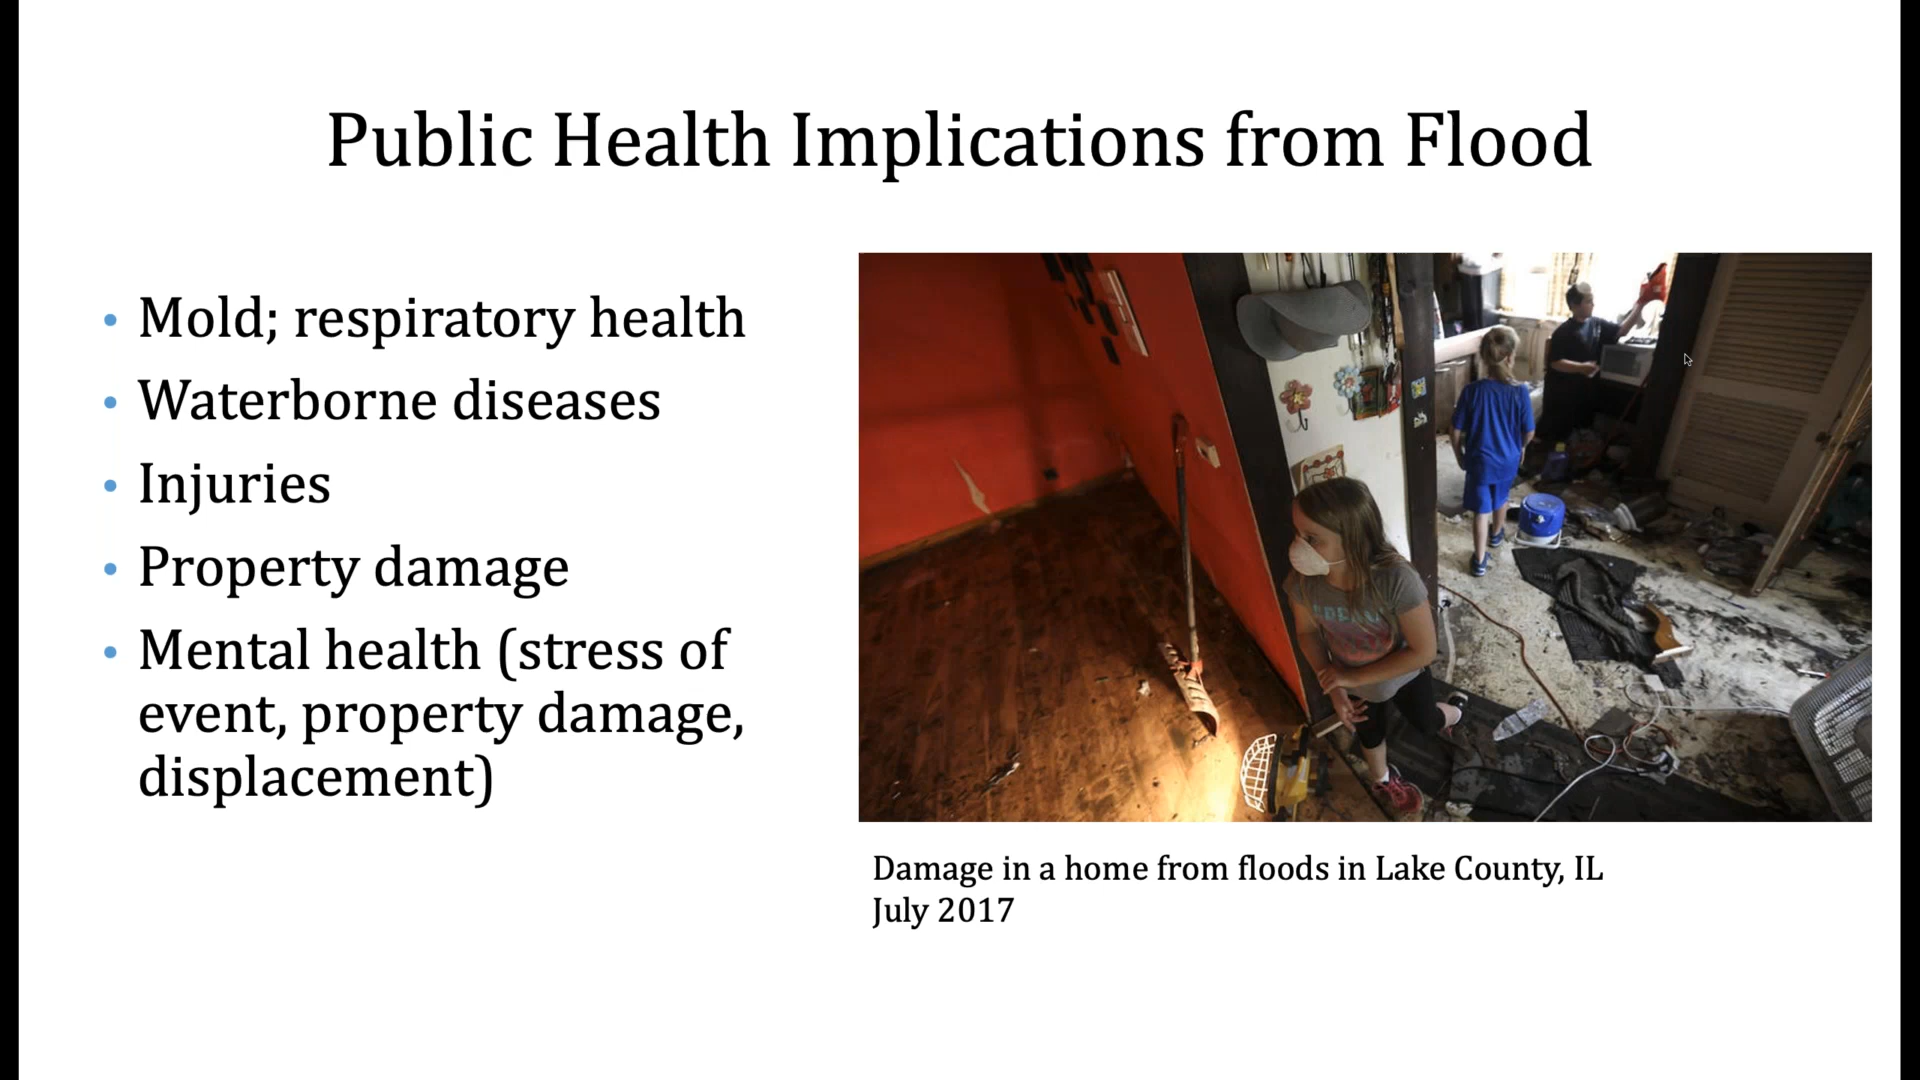 Public Health Implications from Flood
• Mold; respiratory health
• Waterborne diseases
• Injuries
• Property damage
• Mental health (stress of
event, property damage,
displacement)
Damage in a home from floods in Lake County, IL
July 2017